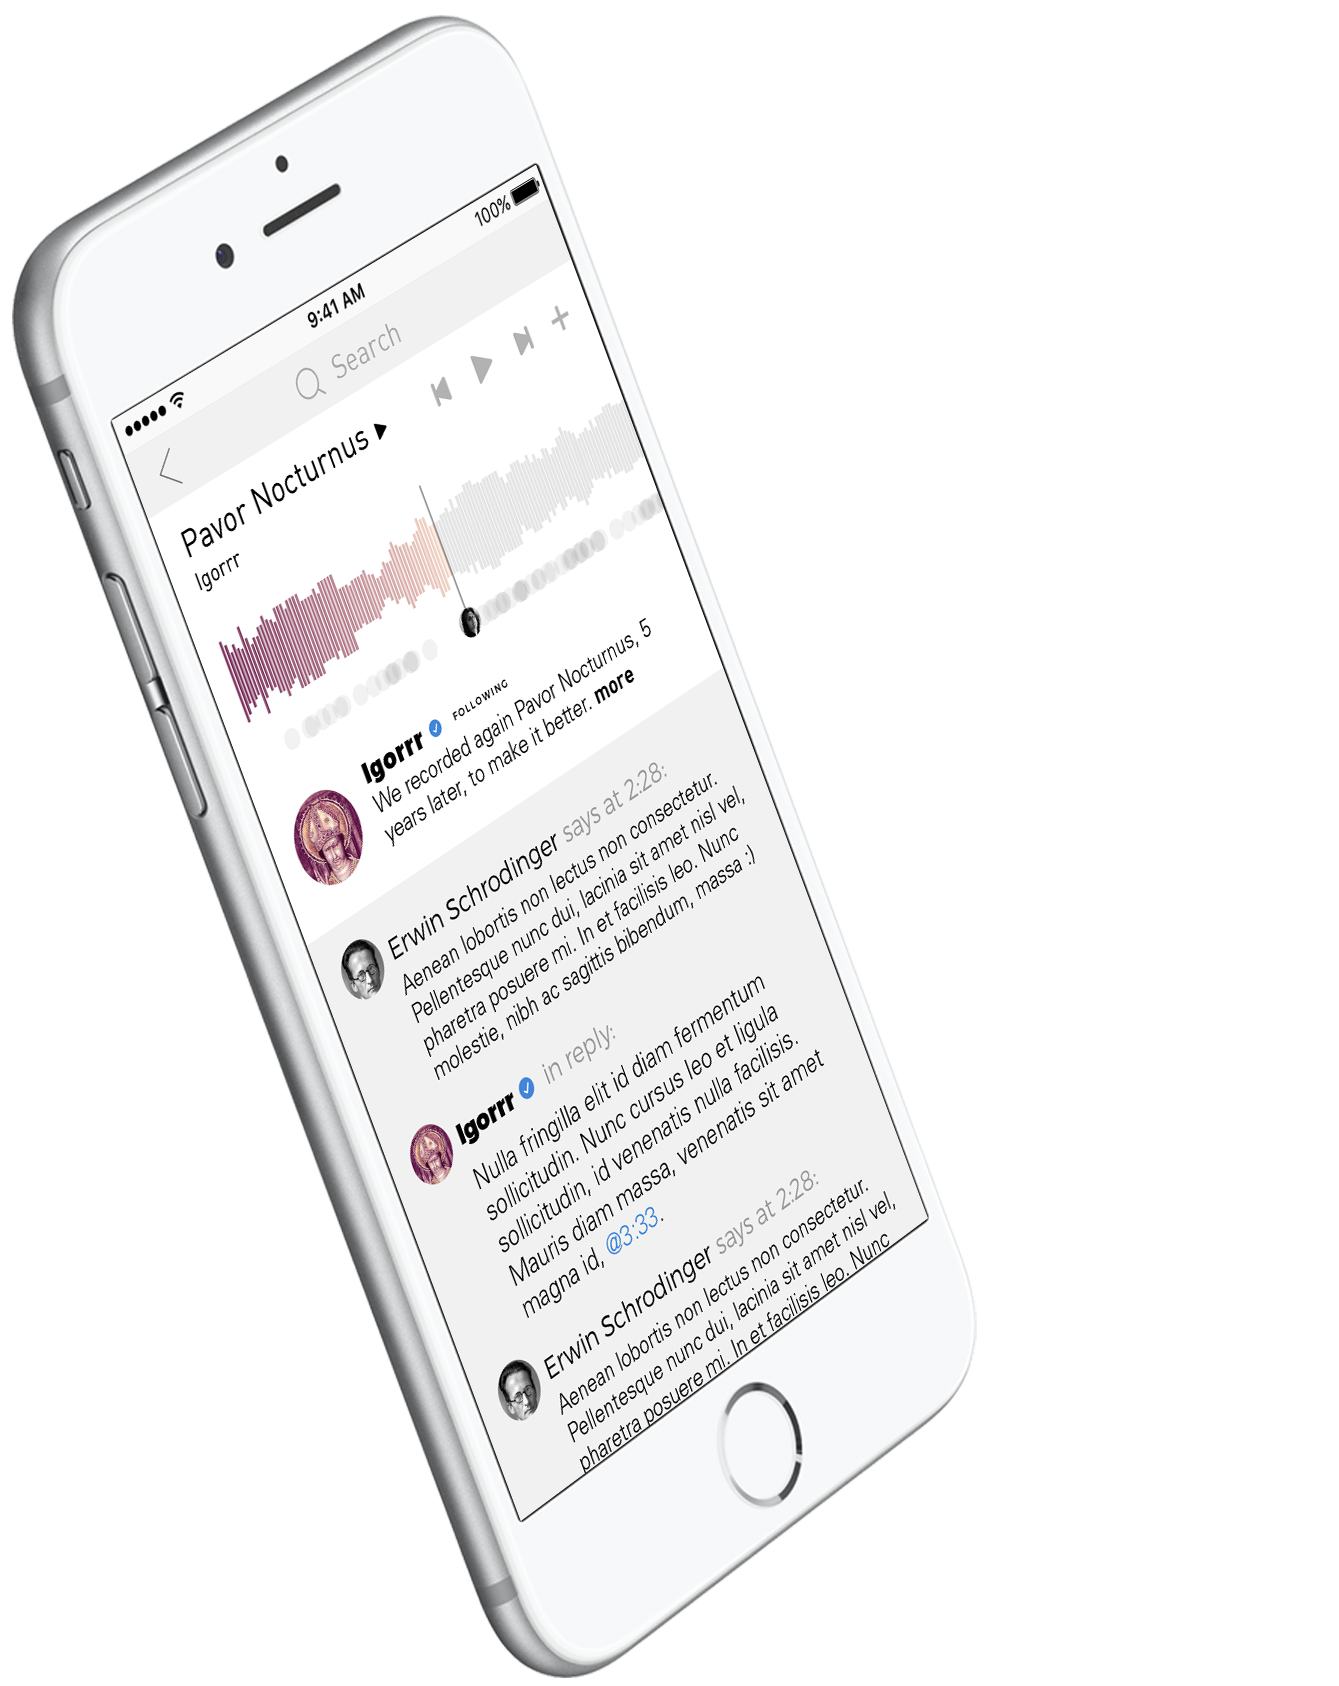 9:41 AM
100%
Search
Pavor Nocturnus
Igorrr
Igorrr FOLLOWING
We recorded again Pavor Nocturnus, 5
years later, to make it better. more
Erwin Schrodinger says at 2:28:
Aenean lobortis non lectus non consectetur.
Pellentesque nunc dui, lacinia sit amet nisl vel,
pharetra posuere mi. In et facilisis leo. Nunc
molestie, nibh ac sagittis bibendum, massa :)
Igorrr in reply:
Nulla fringilla elit id diam fermentum
sollicitudin. Nunc cursus leo et ligula
sollicitudin, id venenatis nulla facilisis.
Mauris diam massa, venenatis sit amet
magna id, @3:33.
Erwin Schrodinger says at 2:28:
Aenean lobortis non lectus non consectetur.
Pellentesque nunc dui, lacinia sit amet nisl vel,
pharetra posuere mi. In et facilisis leo. Nunc